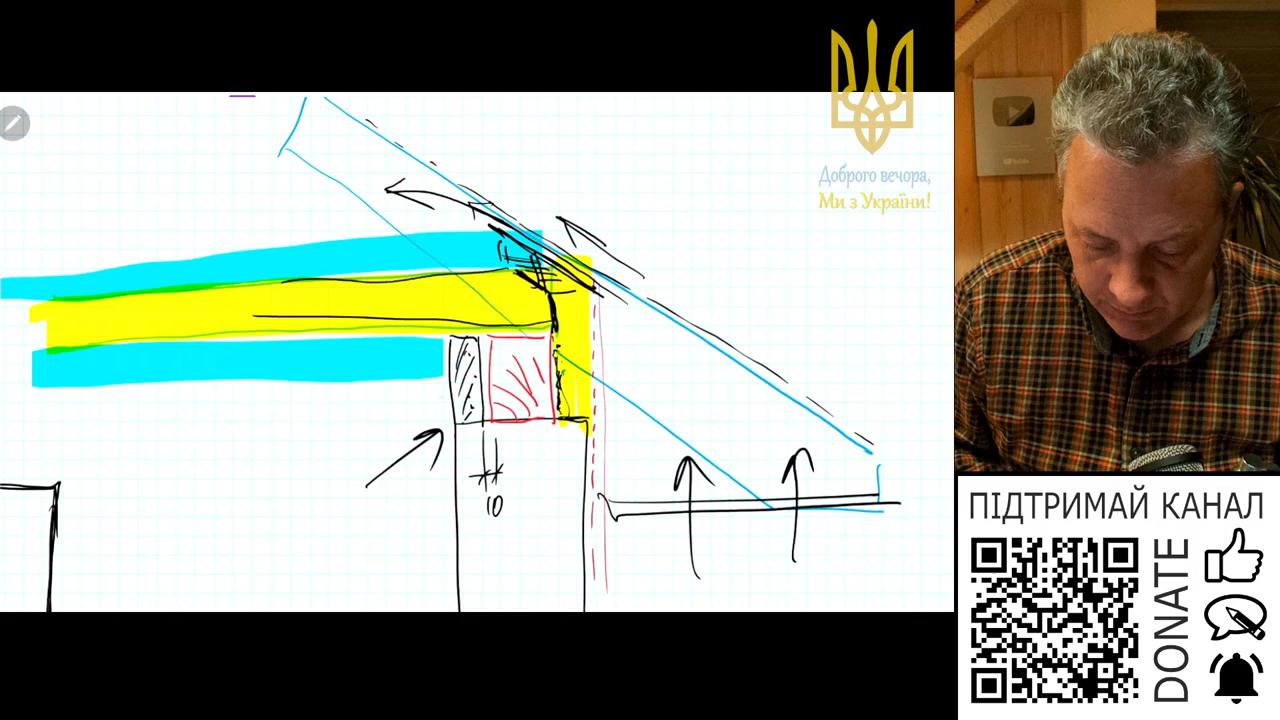 Доброго вечора,
Ми з України!
10
ПІДТРИМАЙ КАНАЛ
DONATE